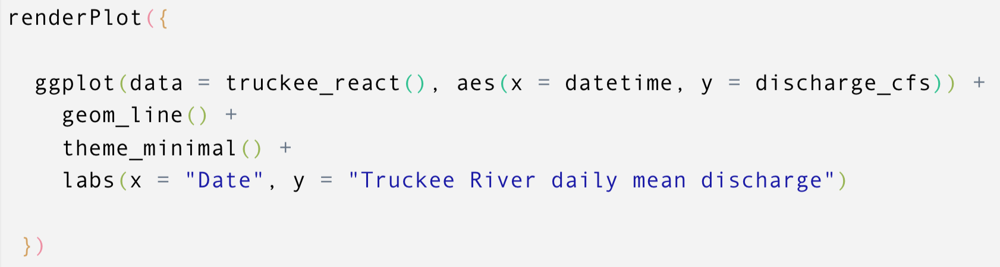 renderPlot({
ggplot(data = truckee_react(), aes(x = datetime, y = discharge_cfs)) +
geom_line() +
theme_minimal() +
labs(x = "Date", y = "Truckee River daily mean discharge")
})